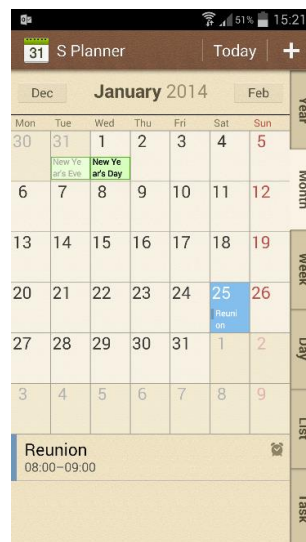 51% 15:21
31 S Planner Today +
Dec January 2014 Feb
Mon Tue Wed Thu Fri Sat Sun
30 31 1 2 3 4 5
New Ye New Ye
ar's Eve ar's Day
6 7 8 9 10 11 12
13 14 15 16 17 18 19
20 21 22 23 24 25 26
Reuni
on
27 28 29 30 31 1 2
3 4 5 6 7 8 9
Reunion
08:00–09:00
Year
Month
Week
Day
List
Task